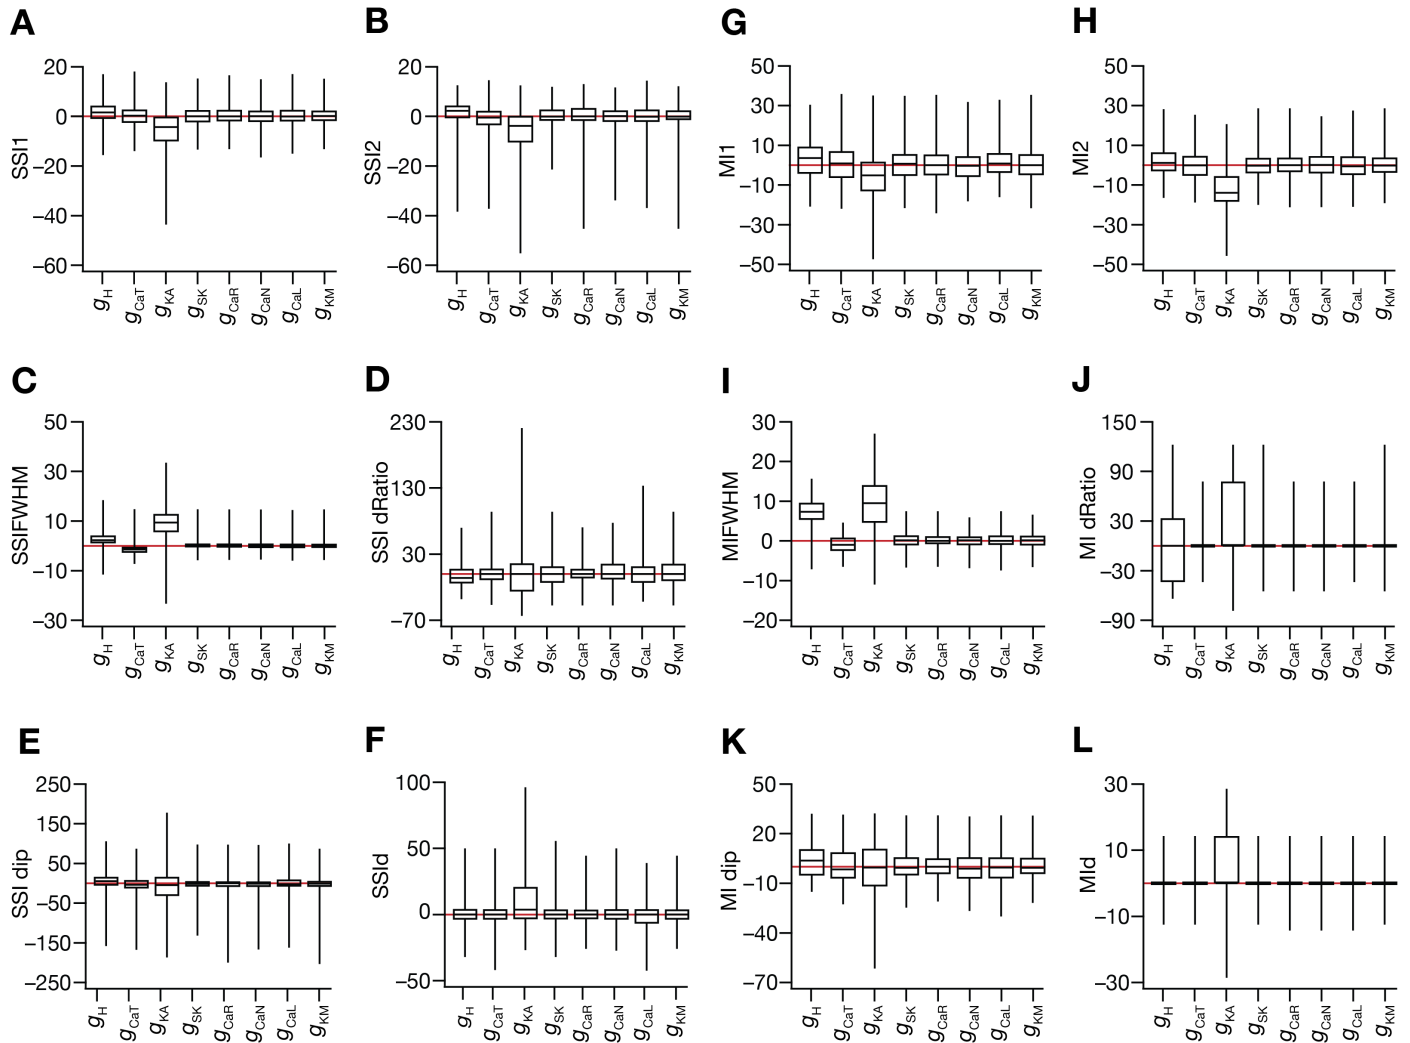 A
SSI1
20
0
−20
−40
−60
gH gCaT gKA gSK gCaR gCaN gCaL gKM
B
SSI2
20
0
−20
−40
−60
gH gCaT gKA gSK gCaR gCaN gCaL gKM
G
MI1
50
30
10
−10
−30
−50
gH gCaT gKA gSK gCaR gCaN gCaL gKM
H
MI2
50
30
10
−10
−30
−50
gH gCaT gKA gSK gCaR gCaN gCaL gKM
C
SSIFWHM
50
30
10
−10
−30
gH gCaT gKA gSK gCaR gCaN gCaL gKM
D
SSI dRatio
230
130
30
−70
gH gCaT gKA gSK gCaR gCaN gCaL gKM
I
MIFWHM
30
20
10
0
−10
−20
gH gCaT gKA gSK gCaR gCaN gCaL gKM
J
MI dRatio
150
90
30
−30
−90
gH gCaT gKA gSK gCaR gCaN gCaL gKM
E
SSI dip
250
150
50
−50
−150
−250
gH gCaT gKA gSK gCaR gCaN gCaL gKM
F
SSId
100
50
0
−50
gH gCaT gKA gSK gCaR gCaN gCaL gKM
K
MI dip
50
20
−10
−40
−70
gH gCaT gKA gSK gCaR gCaN gCaL gKM
L
MId
30
10
−10
−30
gH gCaT gKA gSK gCaR gCaN gCaL gKM